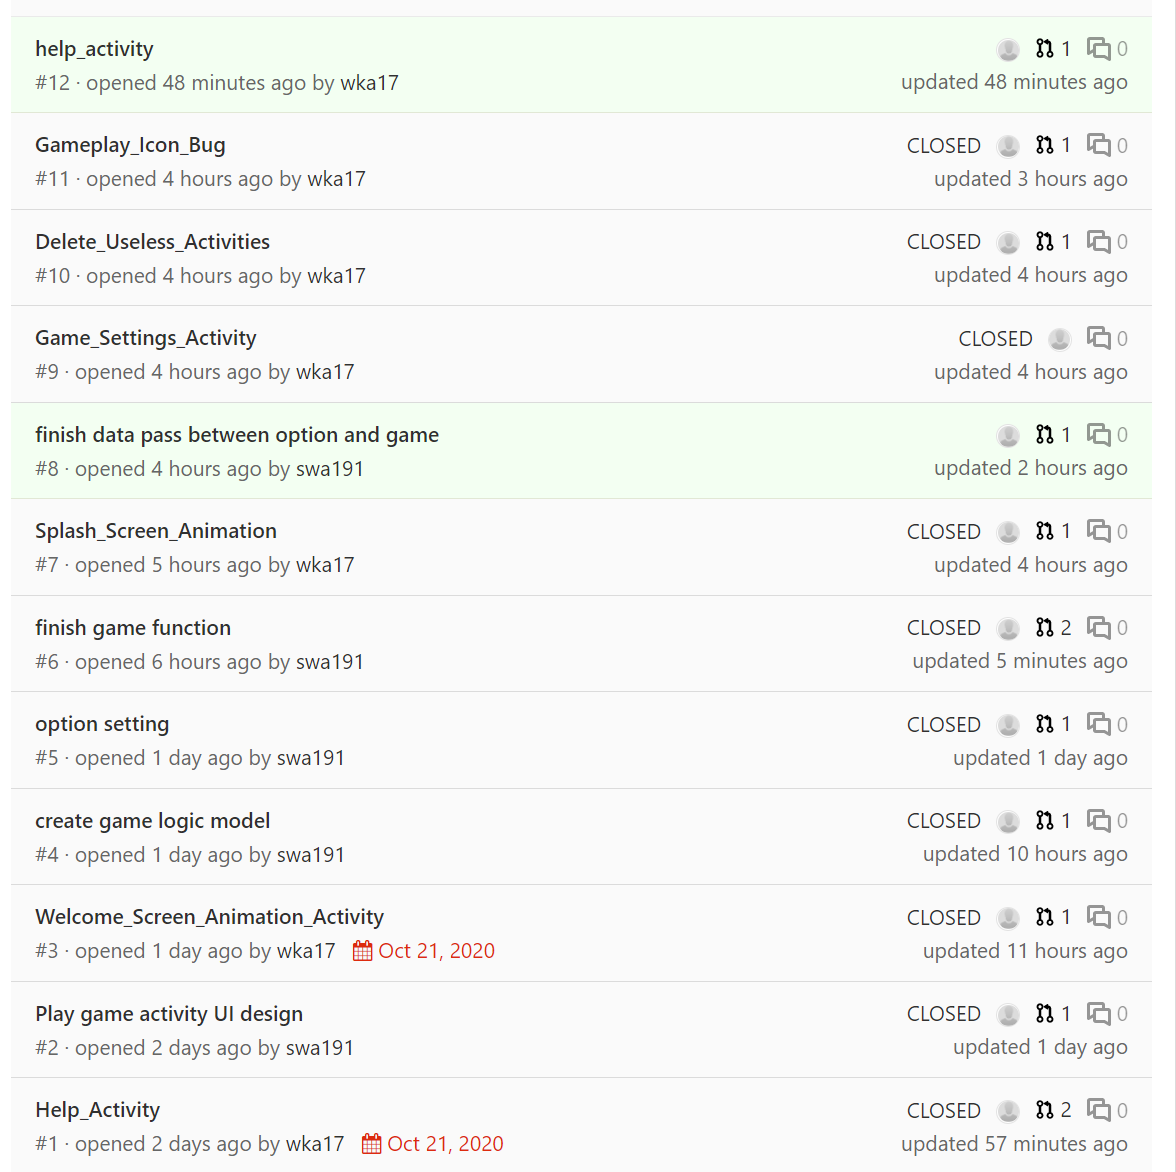 help_activity 1 0
#12 · opened 48 minutes ago by wka17 updated 48 minutes ago
Gameplay_Icon_Bug CLOSED 1 0
#11 · opened 4 hours ago by wka17 updated 3 hours ago
Delete_Useless_Activities CLOSED 1 0
#10 · opened 4 hours ago by wka17 updated 4 hours ago
Game_Settings_Activity CLOSED 0
#9 · opened 4 hours ago by wka17 updated 4 hours ago
finish data pass between option and game 1 0
#8 · opened 4 hours ago by swa191 updated 2 hours ago
Splash_Screen_Animation CLOSED 1 0
#7 · opened 5 hours ago by wka17 updated 4 hours ago
finish game function CLOSED 2 0
#6 · opened 6 hours ago by swa191 updated 5 minutes ago
option setting CLOSED 1 0
#5 · opened 1 day ago by swa191 updated 1 day ago
create game logic model CLOSED 1 0
#4 · opened 1 day ago by swa191 updated 10 hours ago
Welcome_Screen_Animation_Activity CLOSED 1 0
#3 · opened 1 day ago by wka17 Oct 21, 2020 updated 11 hours ago
Play game activity UI design CLOSED 1 0
#2 · opened 2 days ago by swa191 updated 1 day ago
Help_Activity CLOSED 2 0
#1 · opened 2 days ago by wka17 Oct 21, 2020 updated 57 minutes ago